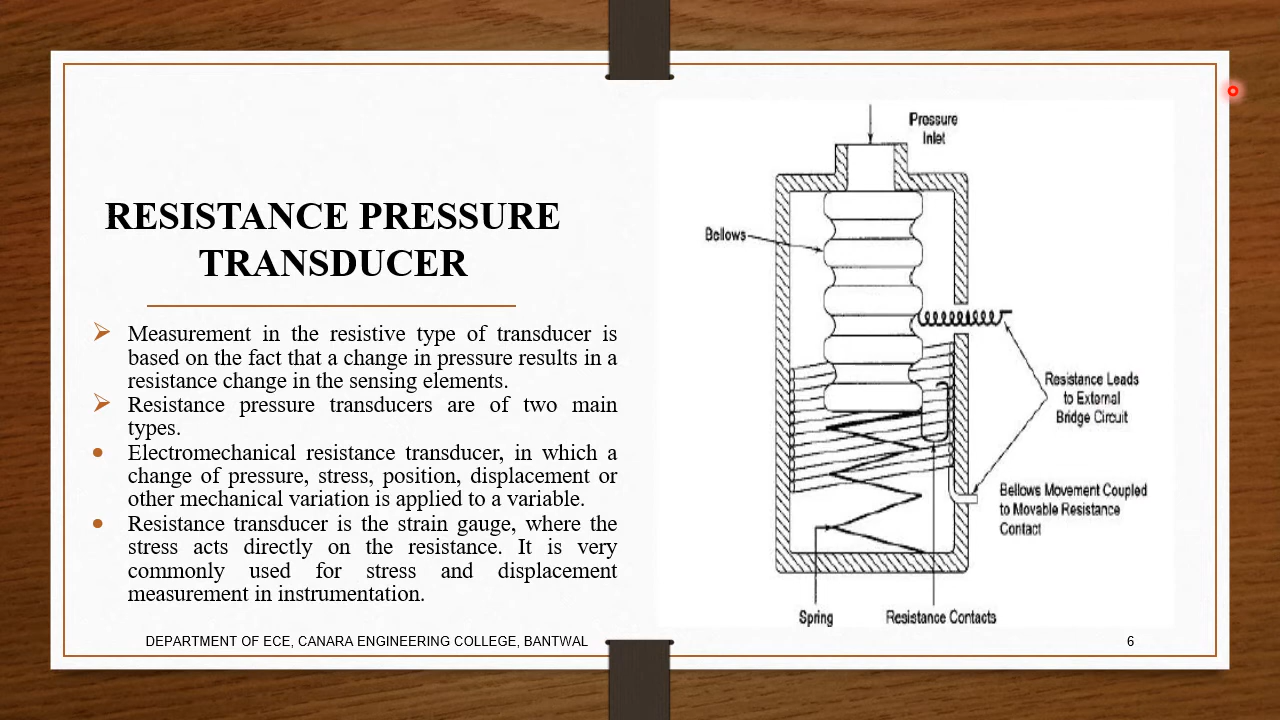 RESISTANCE PRESSURE
TRANSDUCER
Measurement in the resistive type of transducer is
based on the fact that a change in pressure results in a
resistance change in the sensing elements.
Resistance pressure transducers are of two main
types.
Electromechanical resistance transducer, in which a
change of pressure, stress, position, displacement or
other mechanical variation is applied to a variable.
Resistance transducer is the strain gauge, where the
stress acts directly on the resistance. It is very
commonly used for stress and displacement
measurement in instrumentation.
Pressure
Inlet
Bellows
Resistance Leads
to External
Bridge Circuit
Bellows Movement Coupled
to Movable Resistance
Contact
Spring
Resistance Contacts
DEPARTMENT OF ECE, CANARA ENGINEERING COLLEGE, BANTWAL
6